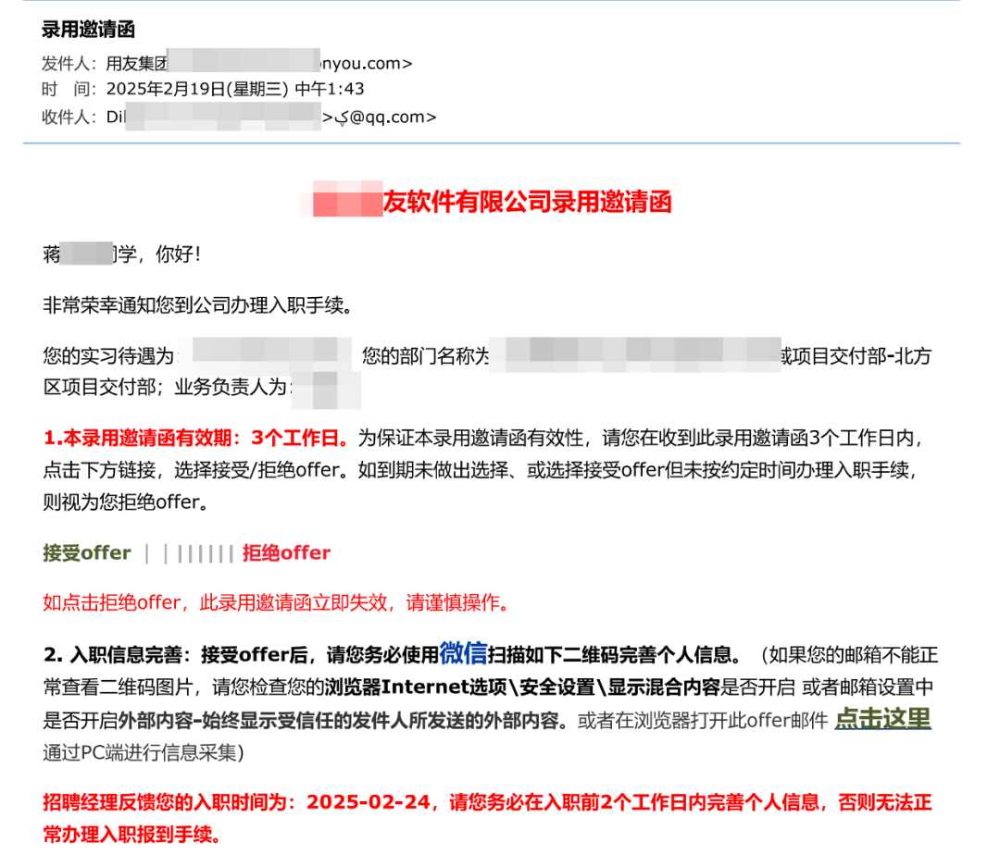 录用邀请函
发件人：用友集团 onyou.com>
时 间：2025年2月19日(星期三) 中午1:43
收件人：Dil >ی@qq.com>
友软件有限公司录用邀请函
蒋 同学，你好！
非常荣幸通知您到公司办理入职手续。
您的实习待遇为: 您的部门名称为 域项目交付部-北方
区项目交付部；业务负责人为:
1.本录用邀请函有效期：3个工作日。为保证本录用邀请函有效性，请您在收到此录用邀请函3个工作日内，
点击下方链接，选择接受/拒绝offer。如到期未做出选择、或选择接受offer但未按约定时间办理入职手续，
则视为您拒绝offer。
接受offer | | | | | | | | 拒绝offer
如点击拒绝offer，此录用邀请函立即失效，请谨慎操作。
2. 入职信息完善：接受offer后，请您务必使用微信扫描如下二维码完善个人信息。（如果您的邮箱不能正
常查看二维码图片，请您检查您的浏览器Internet选项\安全设置\显示混合内容是否开启 或者邮箱设置中
是否开启外部内容-始终显示受信任的发件人所发送的外部内容。或者在浏览器打开此offer邮件 点击这里
通过PC端进行信息采集）
招聘经理反馈您的入职时间为：2025-02-24，请您务必在入职前2个工作日内完善个人信息，否则无法正
常办理入职报到手续。